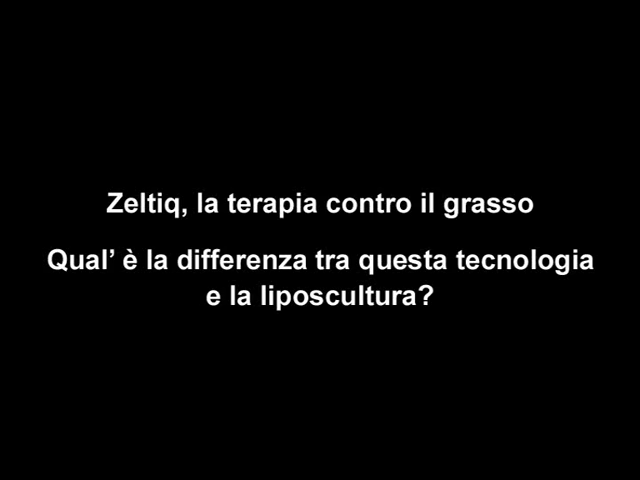 Zeltiq, la terapia contro il grasso
Qual’ è la differenza tra questa tecnologia
e la liposcultura?